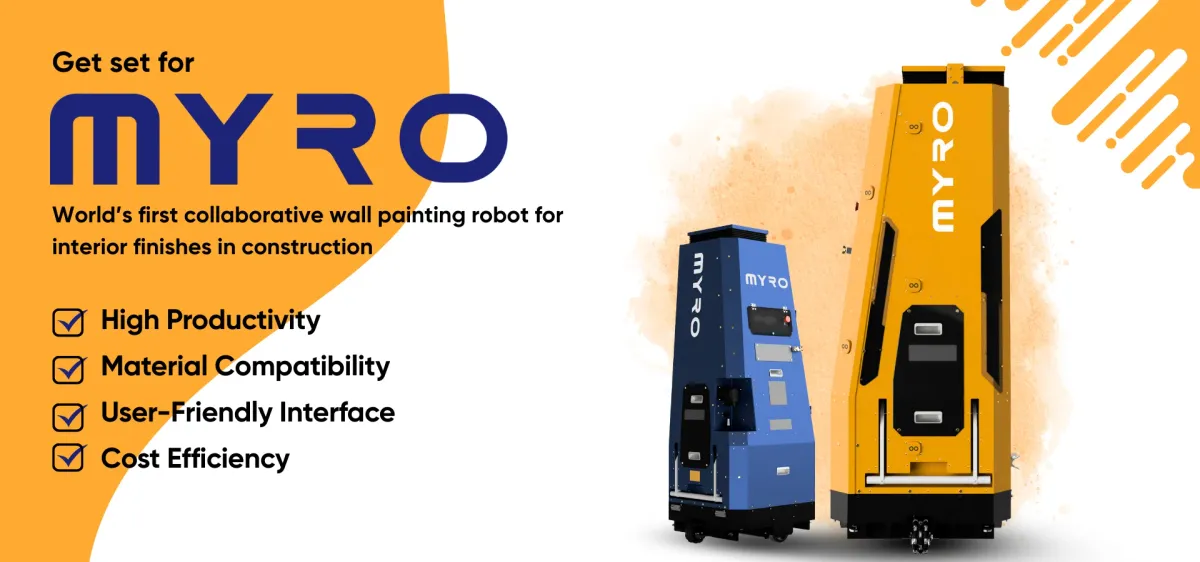 Get set for
MYRO
World's first collaborative wall painting robot for
interior finishes in construction
High Productivity
Material Compatibility
User-Friendly Interface
Cost Efficiency
MYRO
MYRO
MYRO